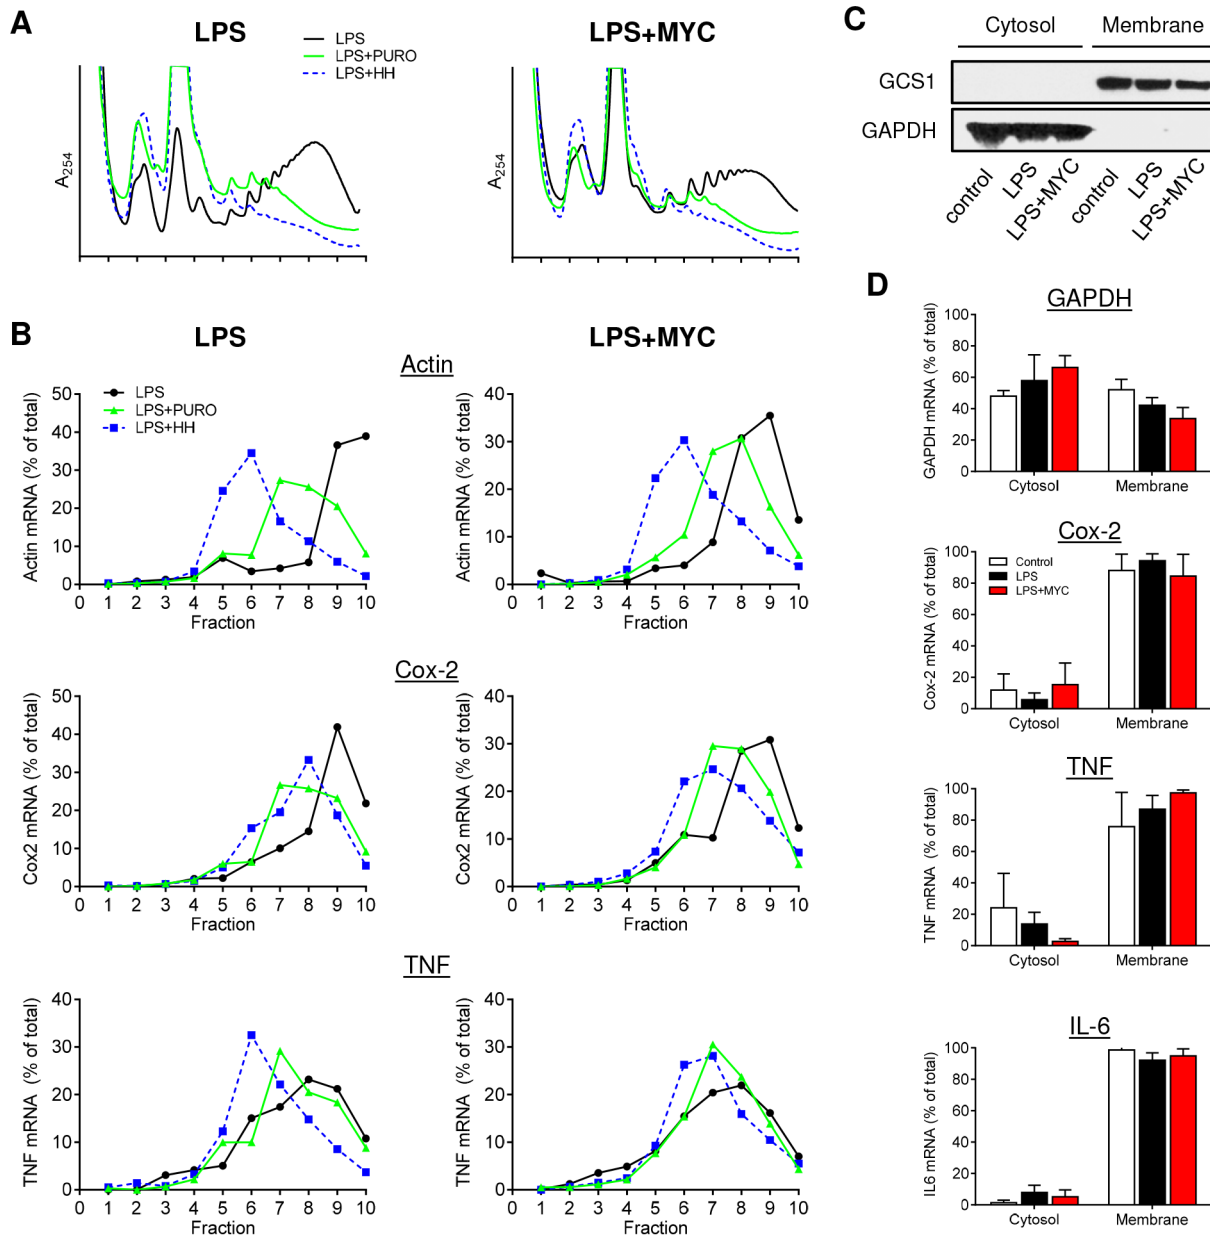 A
LPS
LPS
LPS+PURO
LPS+HH
A254
LPS+MYC
A254
B
LPS
LPS+MYC
Actin
LPS
LPS+PURO
LPS+HH
Actin mRNA (% of total)
50
40
30
20
10
0
0 1 2 3 4 5 6 7 8 9 10
Fraction
Actin mRNA (% of total)
40
30
20
10
0
0 1 2 3 4 5 6 7 8 9 10
Fraction
Cox-2
Cox2 mRNA (% of total)
50
40
30
20
10
0
0 1 2 3 4 5 6 7 8 9 10
Fraction
Cox2 mRNA (% of total)
40
30
20
10
0
0 1 2 3 4 5 6 7 8 9 10
Fraction
TNF
TNF mRNA (% of total)
40
30
20
10
0
0 1 2 3 4 5 6 7 8 9 10
Fraction
TNF mRNA (% of total)
40
30
20
10
0
0 1 2 3 4 5 6 7 8 9 10
Fraction
C
Cytosol Membrane
GCS1
GAPDH
control
LPS
LPS+MYC
control
LPS
LPS+MYC
D
GAPDH
GAPDH mRNA (% of total)
100
80
60
40
20
0
Cytosol Membrane
Cox-2
Cox-2 mRNA (% of total)
100
80
60
40
20
0
Control
LPS
LPS+MYC
Cytosol Membrane
TNF
TNF mRNA (% of total)
100
80
60
40
20
0
Cytosol Membrane
IL-6
IL6 mRNA (% of total)
100
80
60
40
20
0
Cytosol Membrane